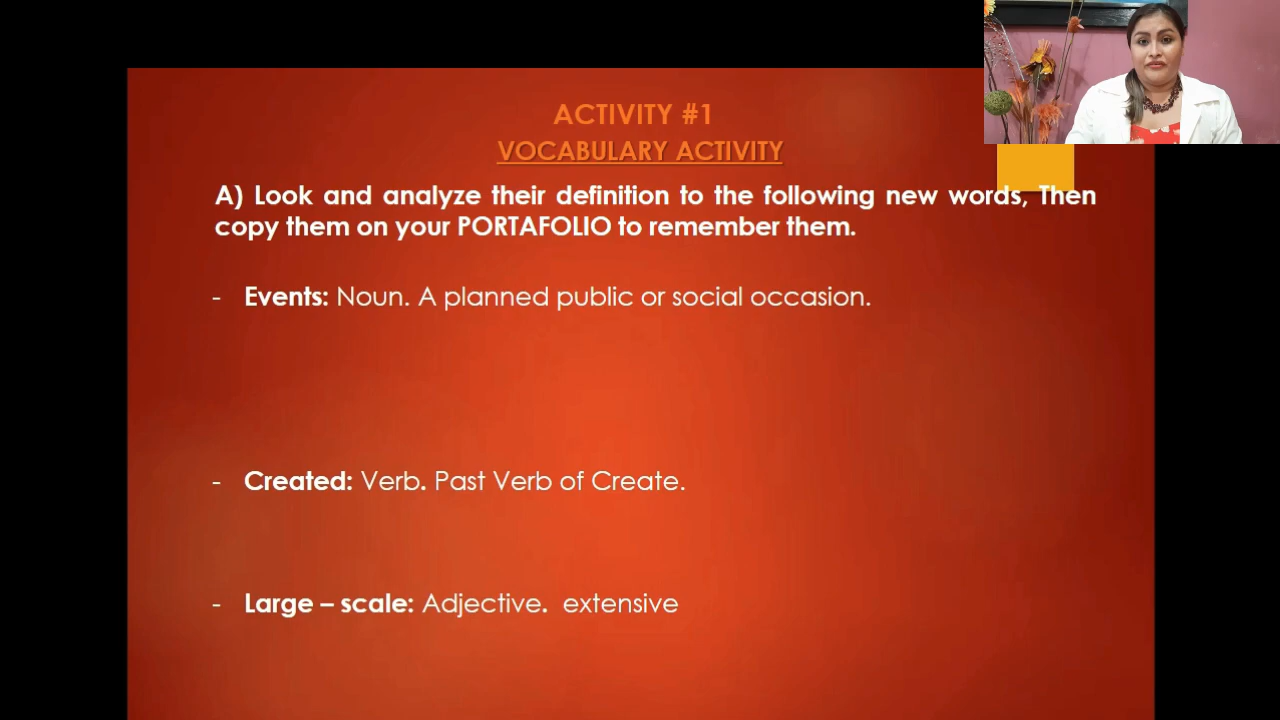 ACTIVITY #1
VOCABULARY ACTIVITY
A) Look and analyze their definition to the following new words, Then
copy them on your PORTAFOLIO to remember them.
- Events: Noun. A planned public or social occasion.
- Created: Verb. Past Verb of Create.
- Large – scale: Adjective. extensive